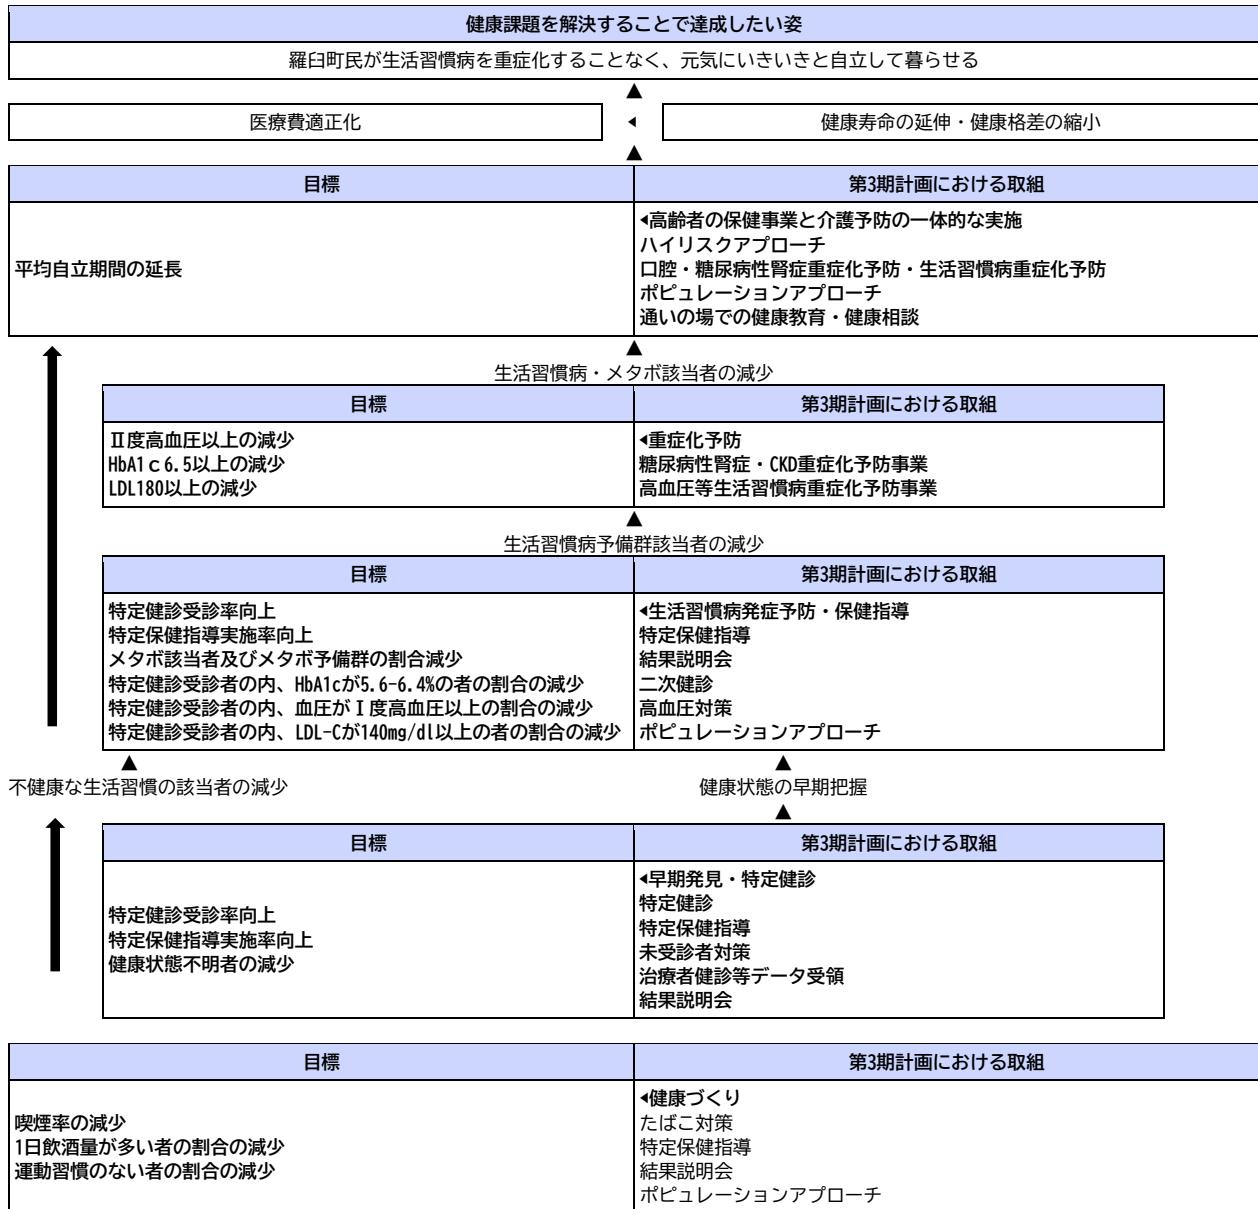 健康課題を解決することで達成したい姿
羅臼町民が生活習慣病を重症化することなく、元気にいきいきと自立して暮らせる
▲
医療費適正化
◀
健康寿命の延伸・健康格差の縮小
▲
目標
第3期計画における取組
平均自立期間の延長
◀高齢者の保健事業と介護予防の一体的な実施
ハイリスクアプローチ
口腔・糖尿病性腎症重症化予防・生活習慣病重症化予防
ポピュレーションアプローチ
通いの場での健康教育・健康相談
▲
生活習慣病・メタボ該当者の減少
目標
第3期計画における取組
Ⅱ度高血圧以上の減少
HbA1ｃ6.5以上の減少
LDL180以上の減少
◀重症化予防
糖尿病性腎症・CKD重症化予防事業
高血圧等生活習慣病重症化予防事業
▲
生活習慣病予備群該当者の減少
目標
第3期計画における取組
特定健診受診率向上
特定保健指導実施率向上
メタボ該当者及びメタボ予備群の割合減少
特定健診受診者の内、HbA1cが5.6-6.4%の者の割合の減少
特定健診受診者の内、血圧がⅠ度高血圧以上の割合の減少
特定健診受診者の内、LDL-Cが140mg/dl以上の者の割合の減少
◀生活習慣病発症予防・保健指導
特定保健指導
結果説明会
二次健診
高血圧対策
ポピュレーションアプローチ
▲
不健康な生活習慣の該当者の減少
▲
健康状態の早期把握
▲
目標
第3期計画における取組
特定健診受診率向上
特定保健指導実施率向上
健康状態不明者の減少
◀早期発見・特定健診
特定健診
特定保健指導
未受診者対策
治療者健診等データ受領
結果説明会
目標
第3期計画における取組
喫煙率の減少
1日飲酒量が多い者の割合の減少
運動習慣のない者の割合の減少
◀健康づくり
たばこ対策
特定保健指導
結果説明会
ポピュレーションアプローチ